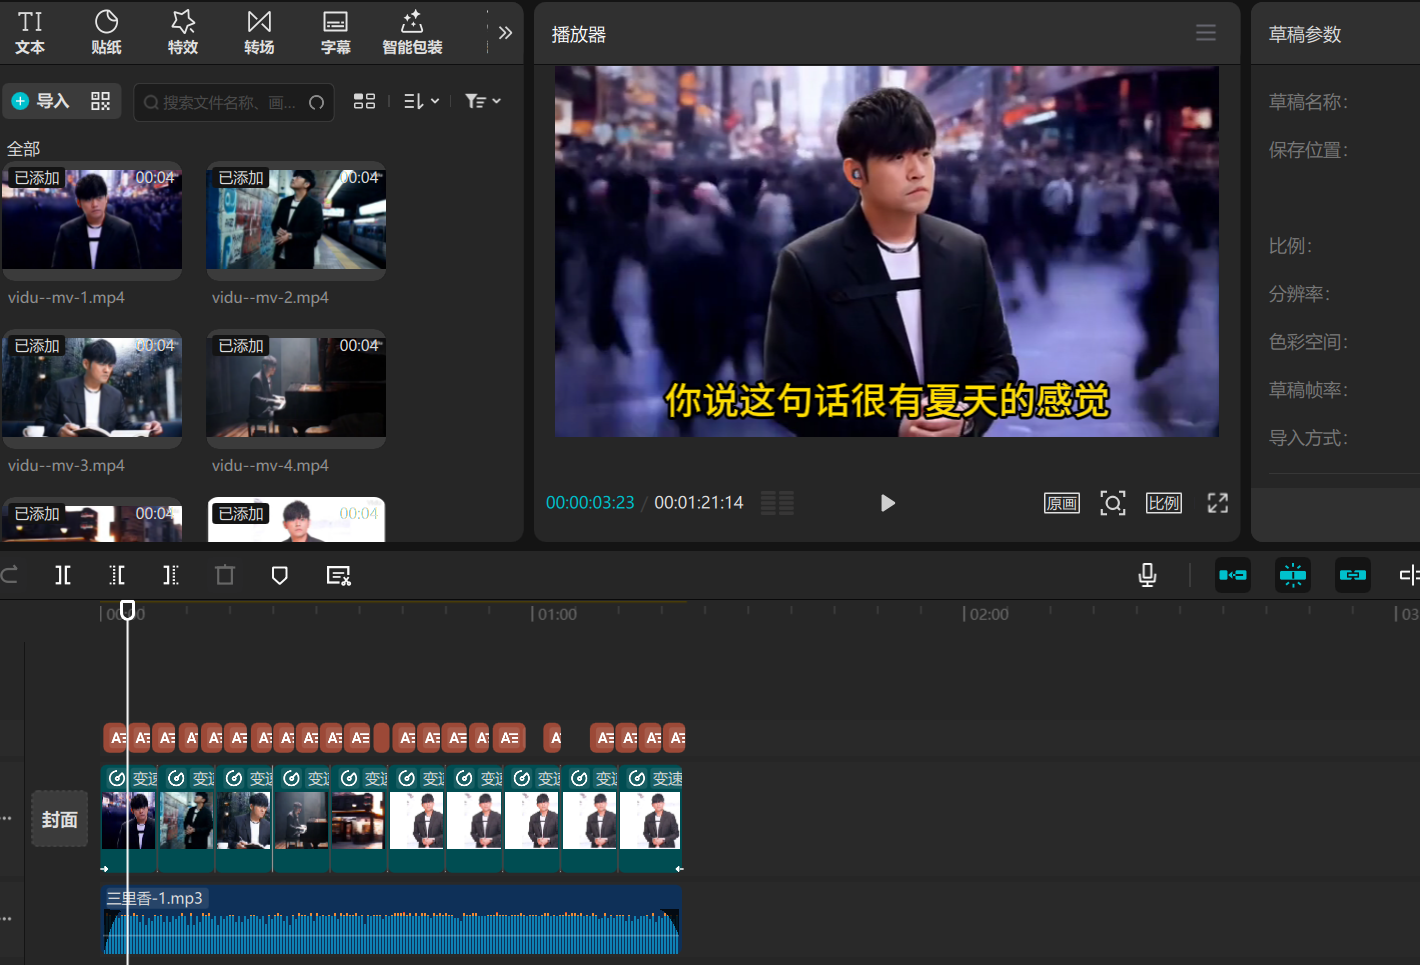 文本 贴纸 特效 转场 字幕 智能包装
导入
搜索文件名称、画...
全部
已添加 00:04
已添加 00:04
vidu--mv-1.mp4
vidu--mv-2.mp4
已添加 00:04
已添加 00:04
vidu--mv-3.mp4
vidu--mv-4.mp4
已添加 00:04
已添加 00:04
播放器
你说这句话很有夏天的感觉
00:00:03:23 / 00:01:21:14
原画
比例
草稿参数
草稿名称：
保存位置：
比例：
分辨率：
色彩空间：
草稿帧率：
导入方式：
01:00
02:00
03
封面
变速 变速 变速 变速 变速 变速 变速 变速 变速 变速
三里香-1.mp3